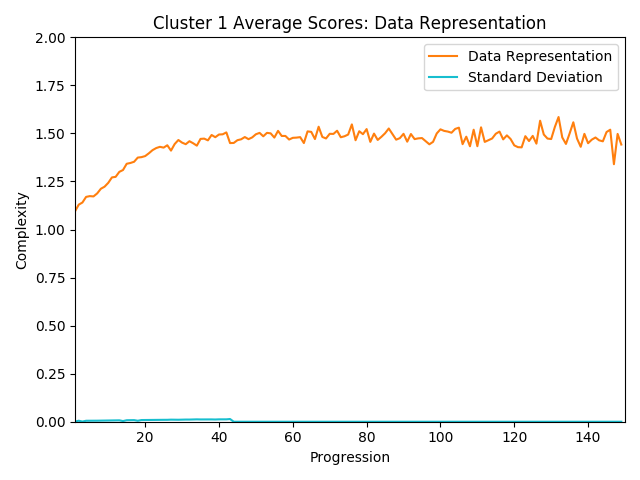 Cluster 1 Average Scores: Data Representation
Data Representation
Standard Deviation
Complexity
2.00
1.75
1.50
1.25
1.00
0.75
0.50
0.25
0.00
20 40 60 80 100 120 140
Progression